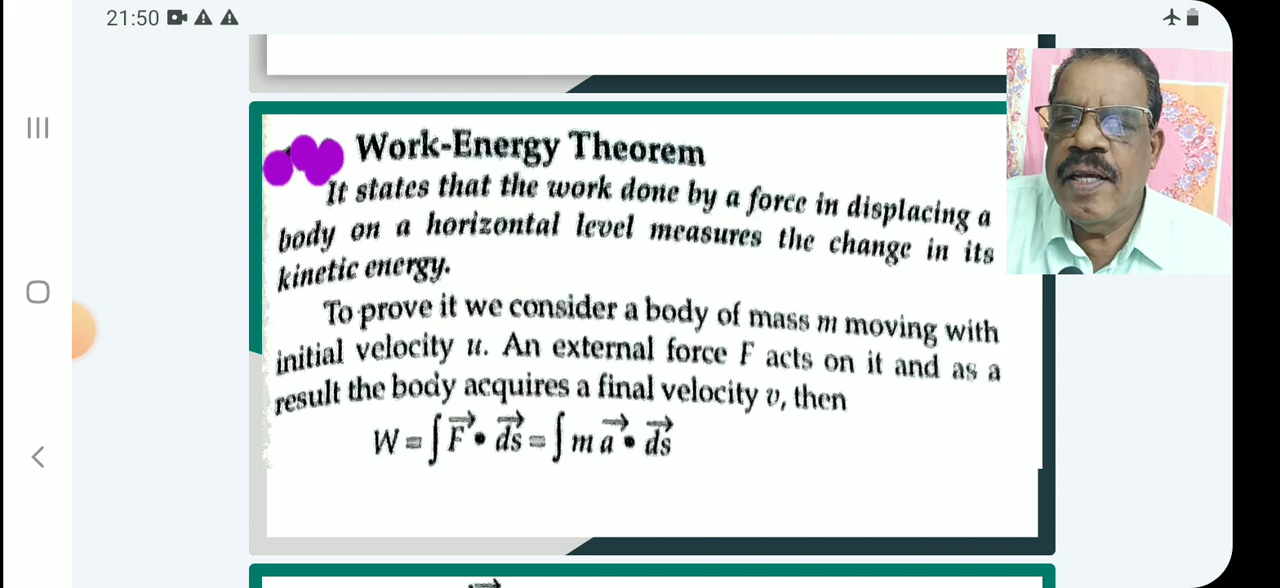 21:50
Work-Energy Theorem
It states that the work done by a force in displacing a
body on a horizontal level measures the change in its
kinetic energy.
To prove it we consider a body of mass m moving with
initial velocity u. An external force F acts on it and as a
result the body acquires a final velocity v, then
W = ∫ F⃗ • d⃗s = ∫ m a⃗ • d⃗s